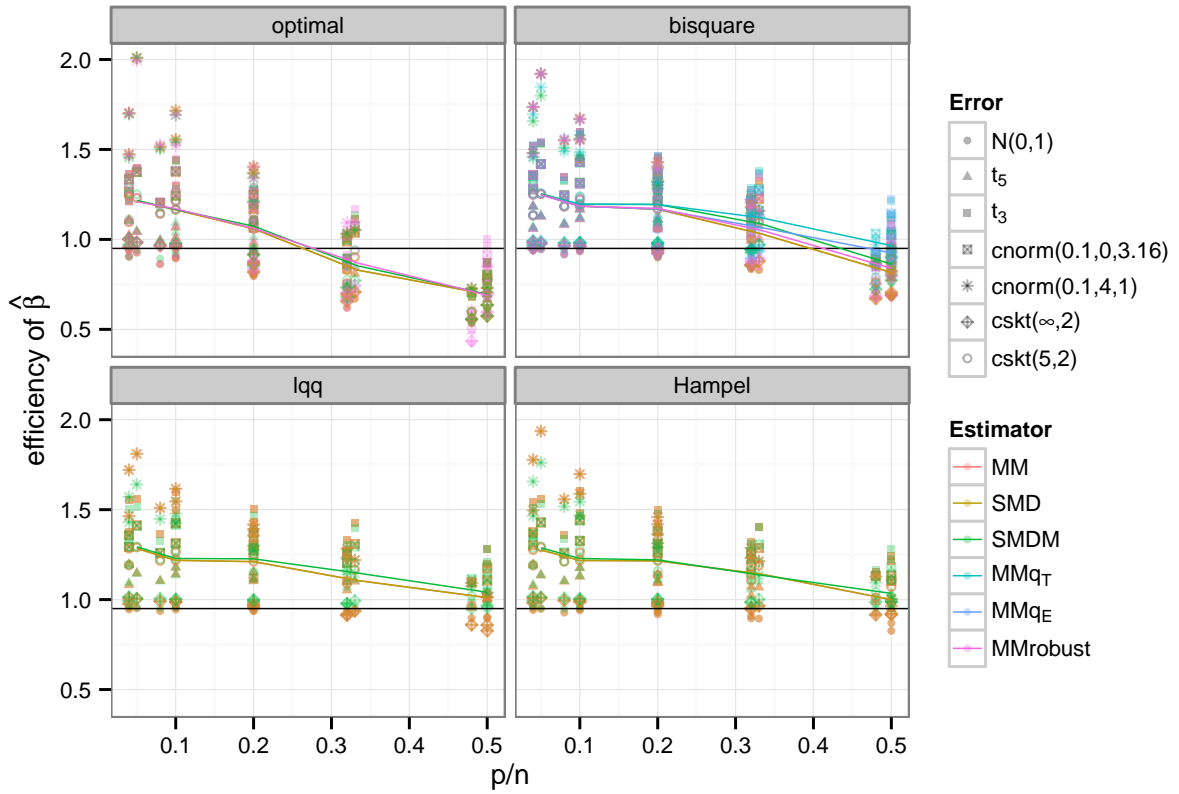 optimal
bisquare
2.0
1.5
1.0
0.5
lqq
Hampel
2.0
1.5
1.0
0.5
0.1
0.2
0.3
0.4
0.5
0.1
0.2
0.3
0.4
0.5
p/n
efficiency of β̂
Error
N(0,1)
t₅
t₃
cnorm(0.1,0,3.16)
cnorm(0.1,4,1)
cskt(∞,2)
cskt(5,2)
Estimator
MM
SMD
SMDM
MMq_T
MMq_E
MMrobust